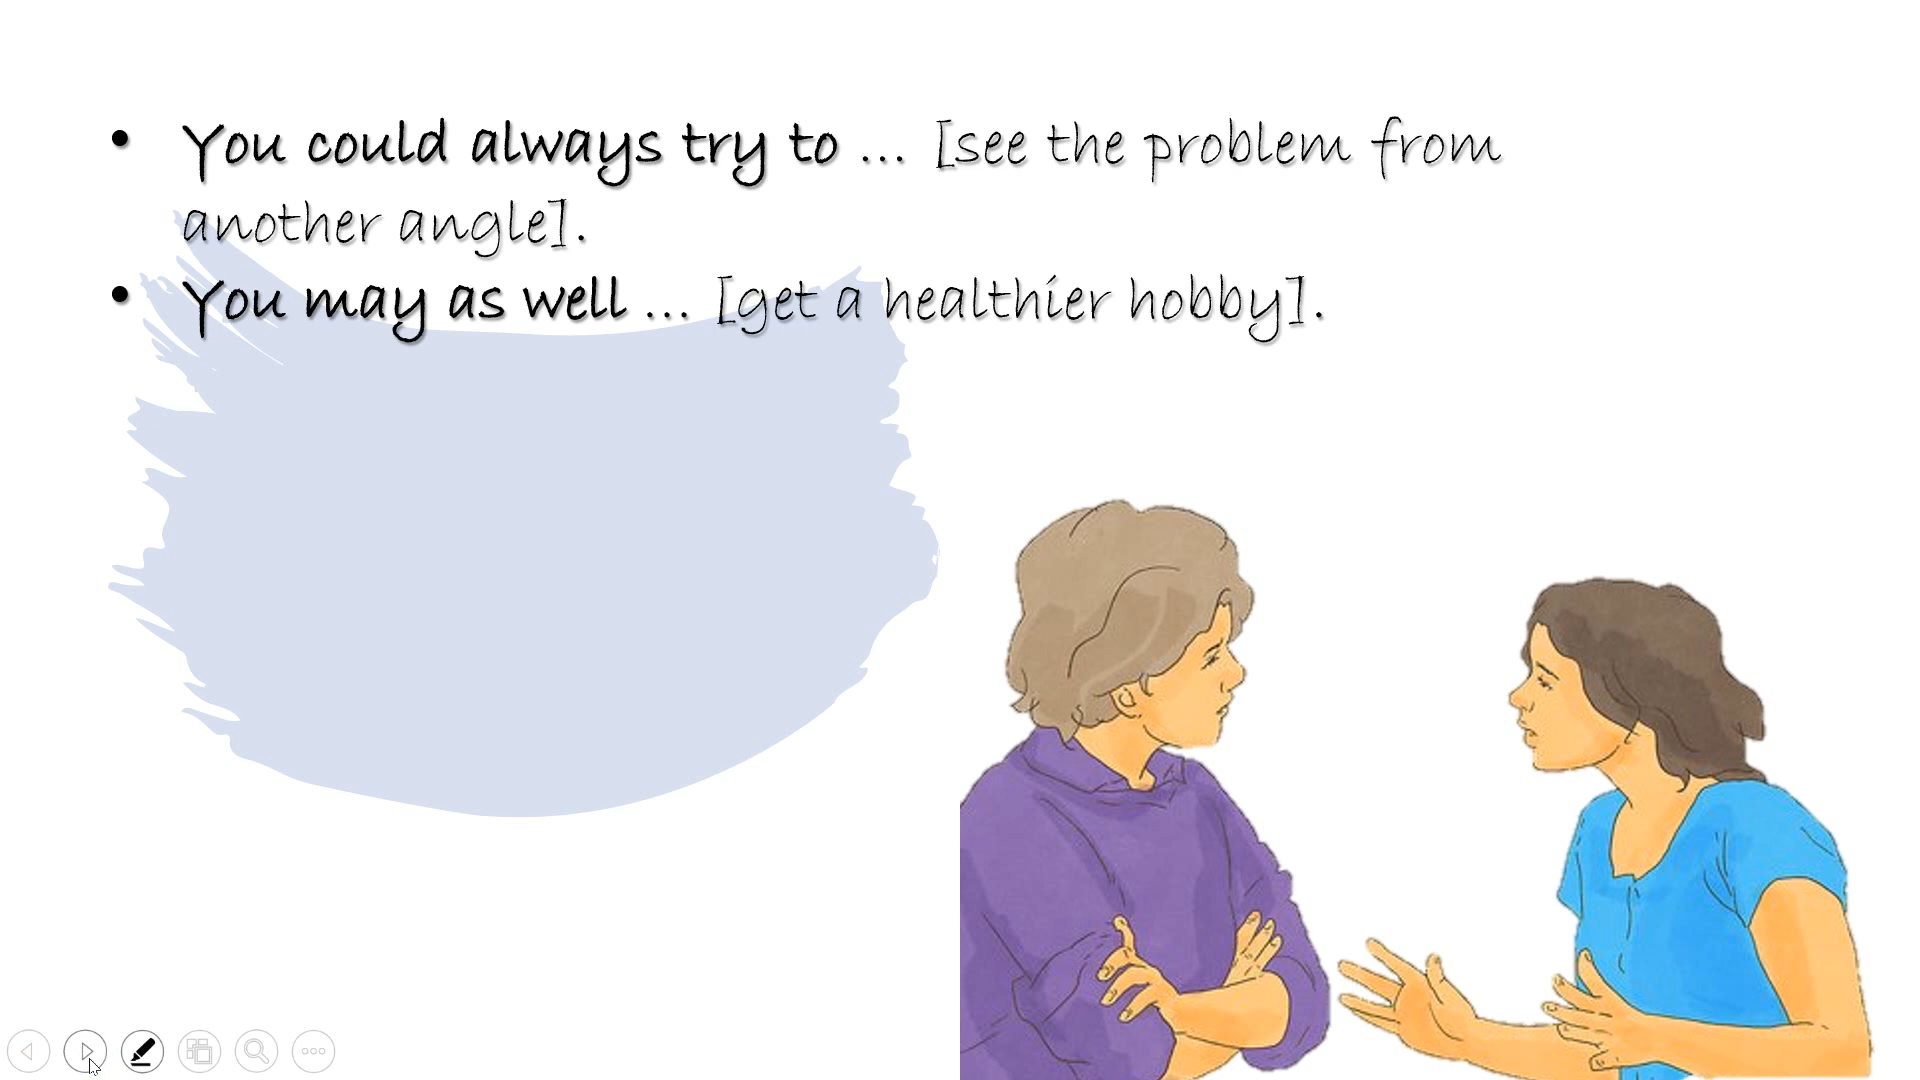 • You could always try to ... [see the problem from
another angle].
• You may as well ... [get a healthier hobby].